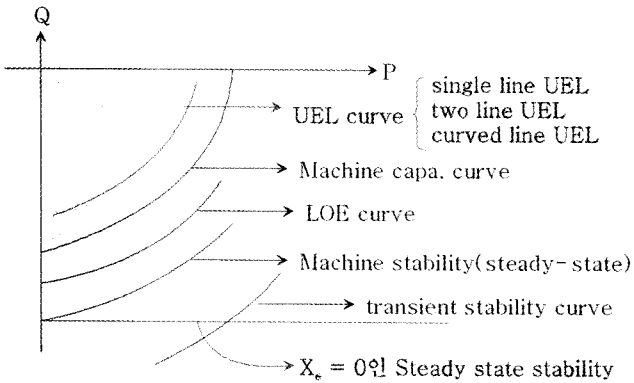 Q
P
single line UEL
UEL curve
two line UEL
curved line UEL
Machine capa. curve
LOE curve
Machine stability(steady-state)
transient stability curve
Xe = 0인 Steady state stability